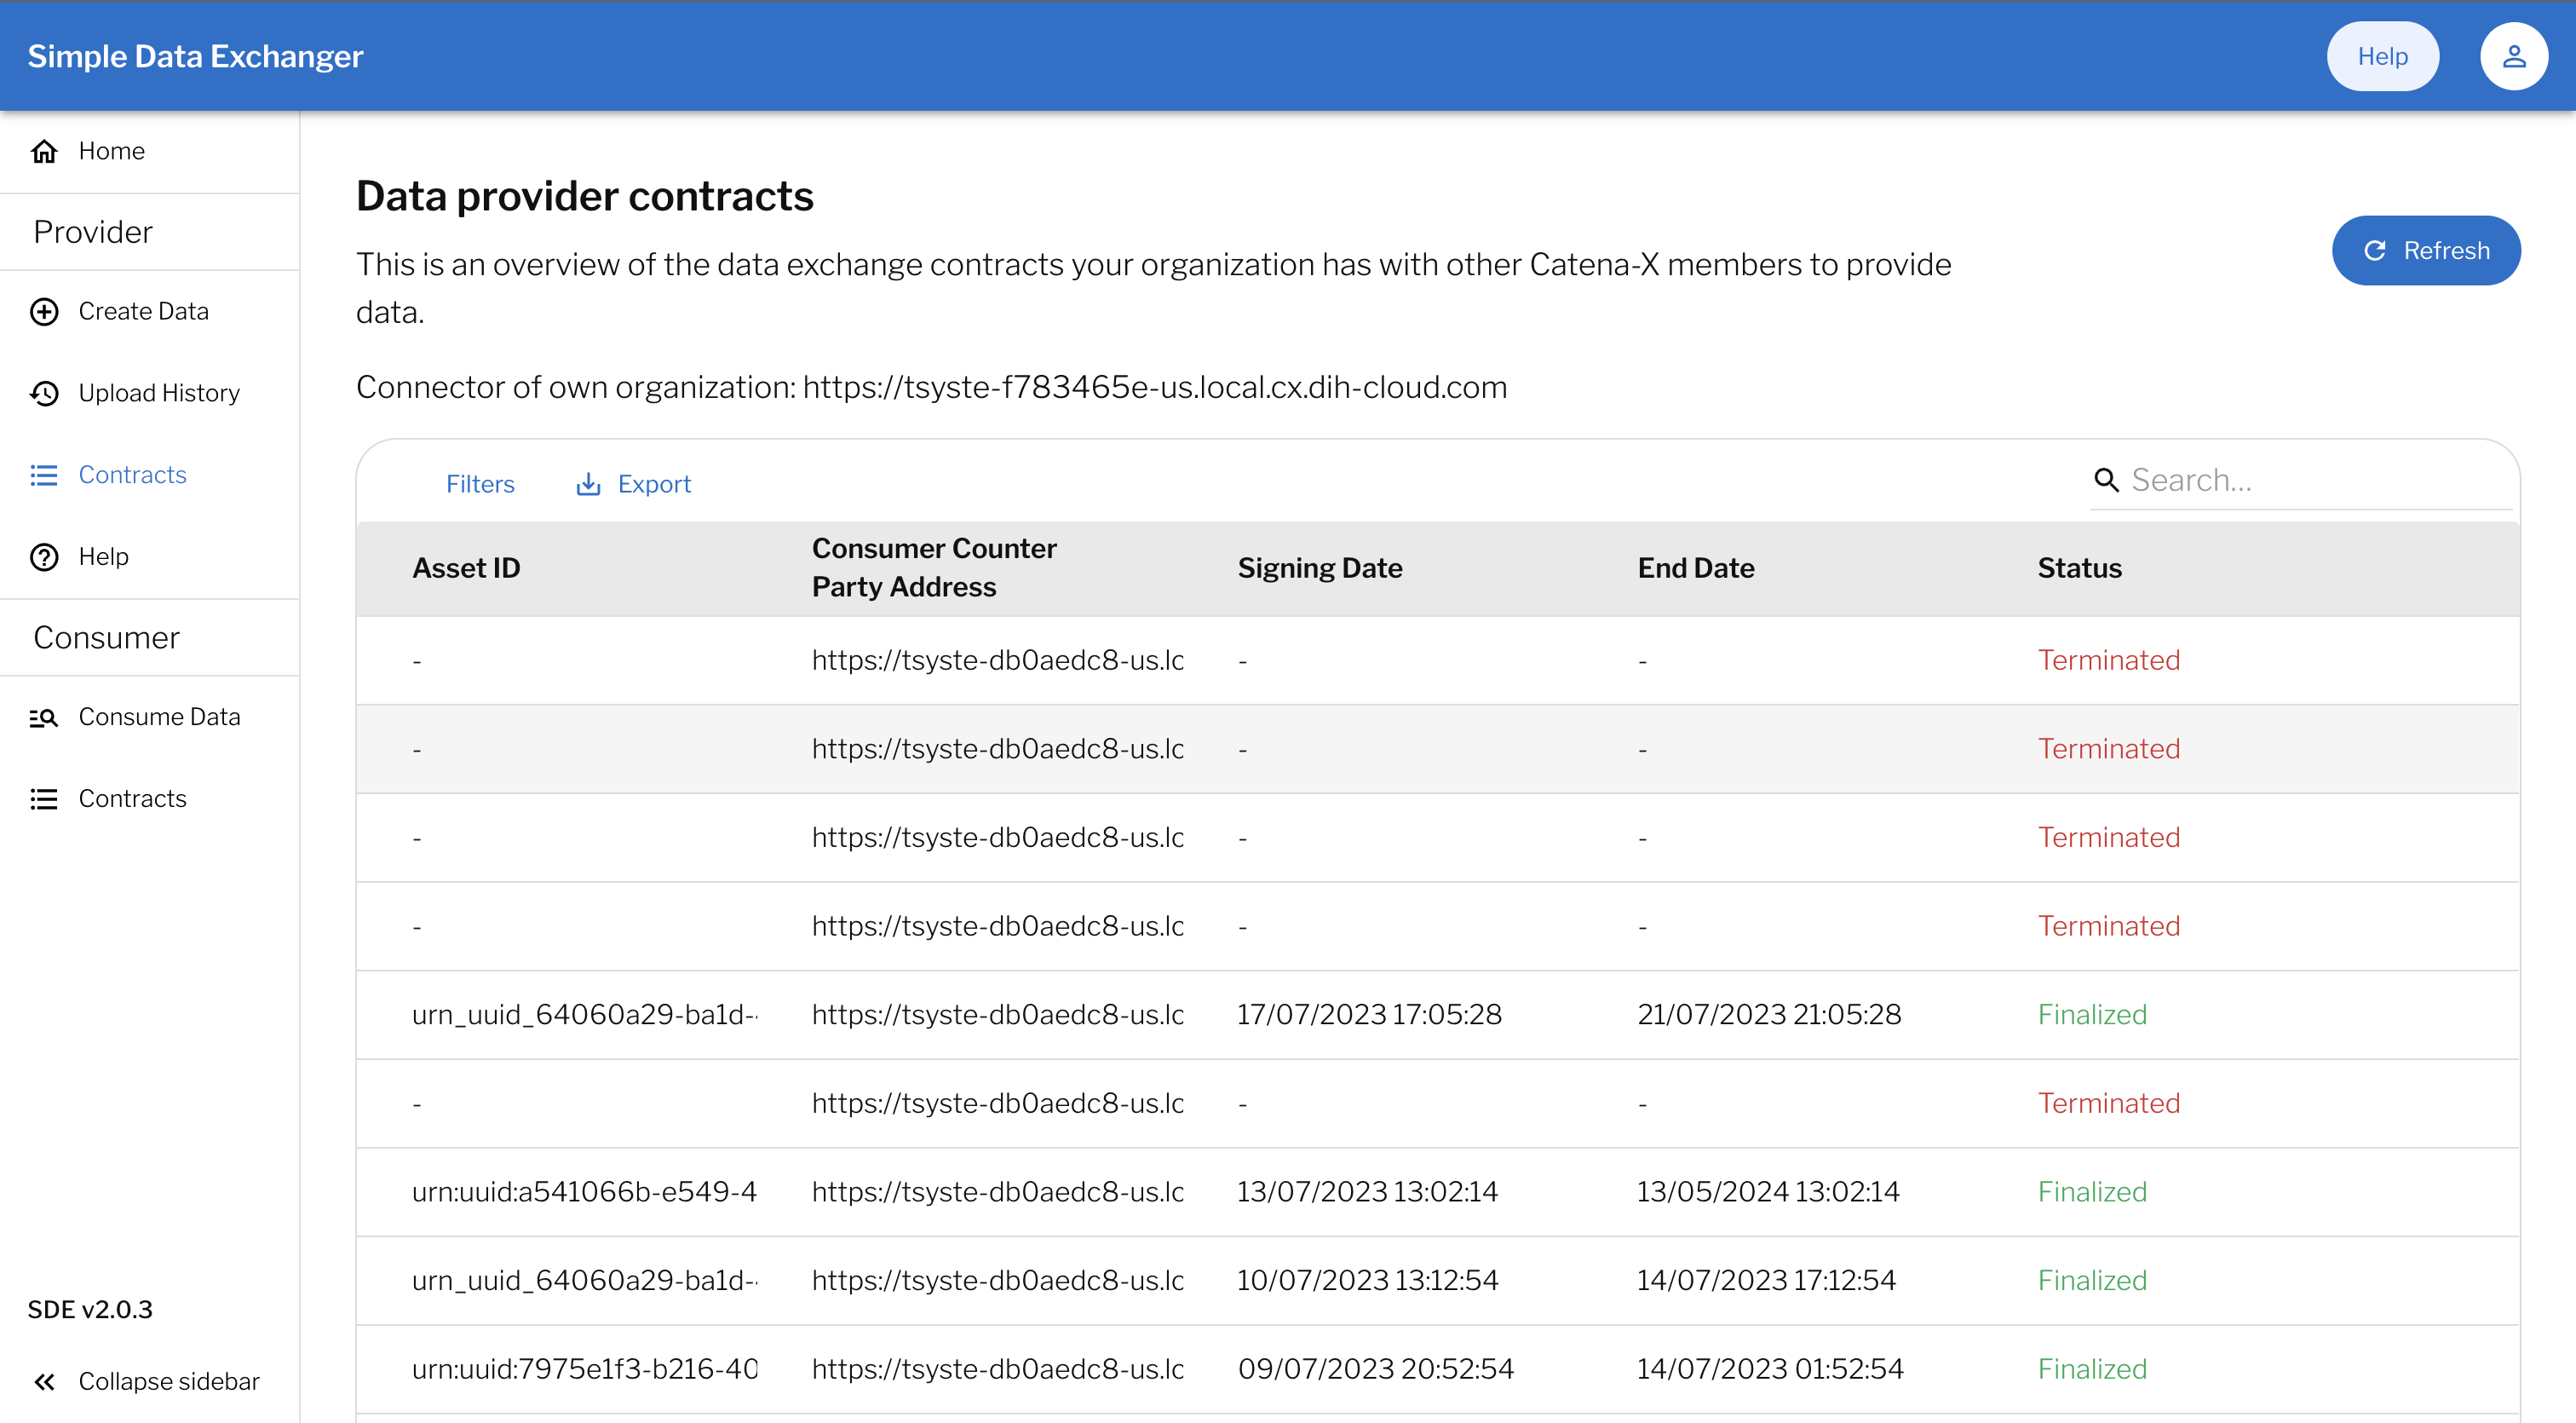 Simple Data Exchanger
Help
Home
Provider
Create Data
Upload History
Contracts
Help
Consumer
Consume Data
Contracts
SDE v2.0.3
Collapse sidebar
Data provider contracts
This is an overview of the data exchange contracts your organization has with other Catena-X members to provide
data.
Refresh
Connector of own organization: https://tsyste-f783465e-us.local.cx.dih-cloud.com
Filters Export Search...
Asset ID Consumer Counter Party Address Signing Date End Date Status
- https://tsyste-db0aedc8-us.lc - - Terminated
- https://tsyste-db0aedc8-us.lc - - Terminated
- https://tsyste-db0aedc8-us.lc - - Terminated
- https://tsyste-db0aedc8-us.lc - - Terminated
urn_uuid_64060a29-ba1d- https://tsyste-db0aedc8-us.lc 17/07/2023 17:05:28 21/07/2023 21:05:28 Finalized
- https://tsyste-db0aedc8-us.lc - - Terminated
urn:uuid:a541066b-e549-4 https://tsyste-db0aedc8-us.lc 13/07/2023 13:02:14 13/05/2024 13:02:14 Finalized
urn_uuid_64060a29-ba1d- https://tsyste-db0aedc8-us.lc 10/07/2023 13:12:54 14/07/2023 17:12:54 Finalized
urn:uuid:7975e1f3-b216-40 https://tsyste-db0aedc8-us.lc 09/07/2023 20:52:54 14/07/2023 01:52:54 Finalized